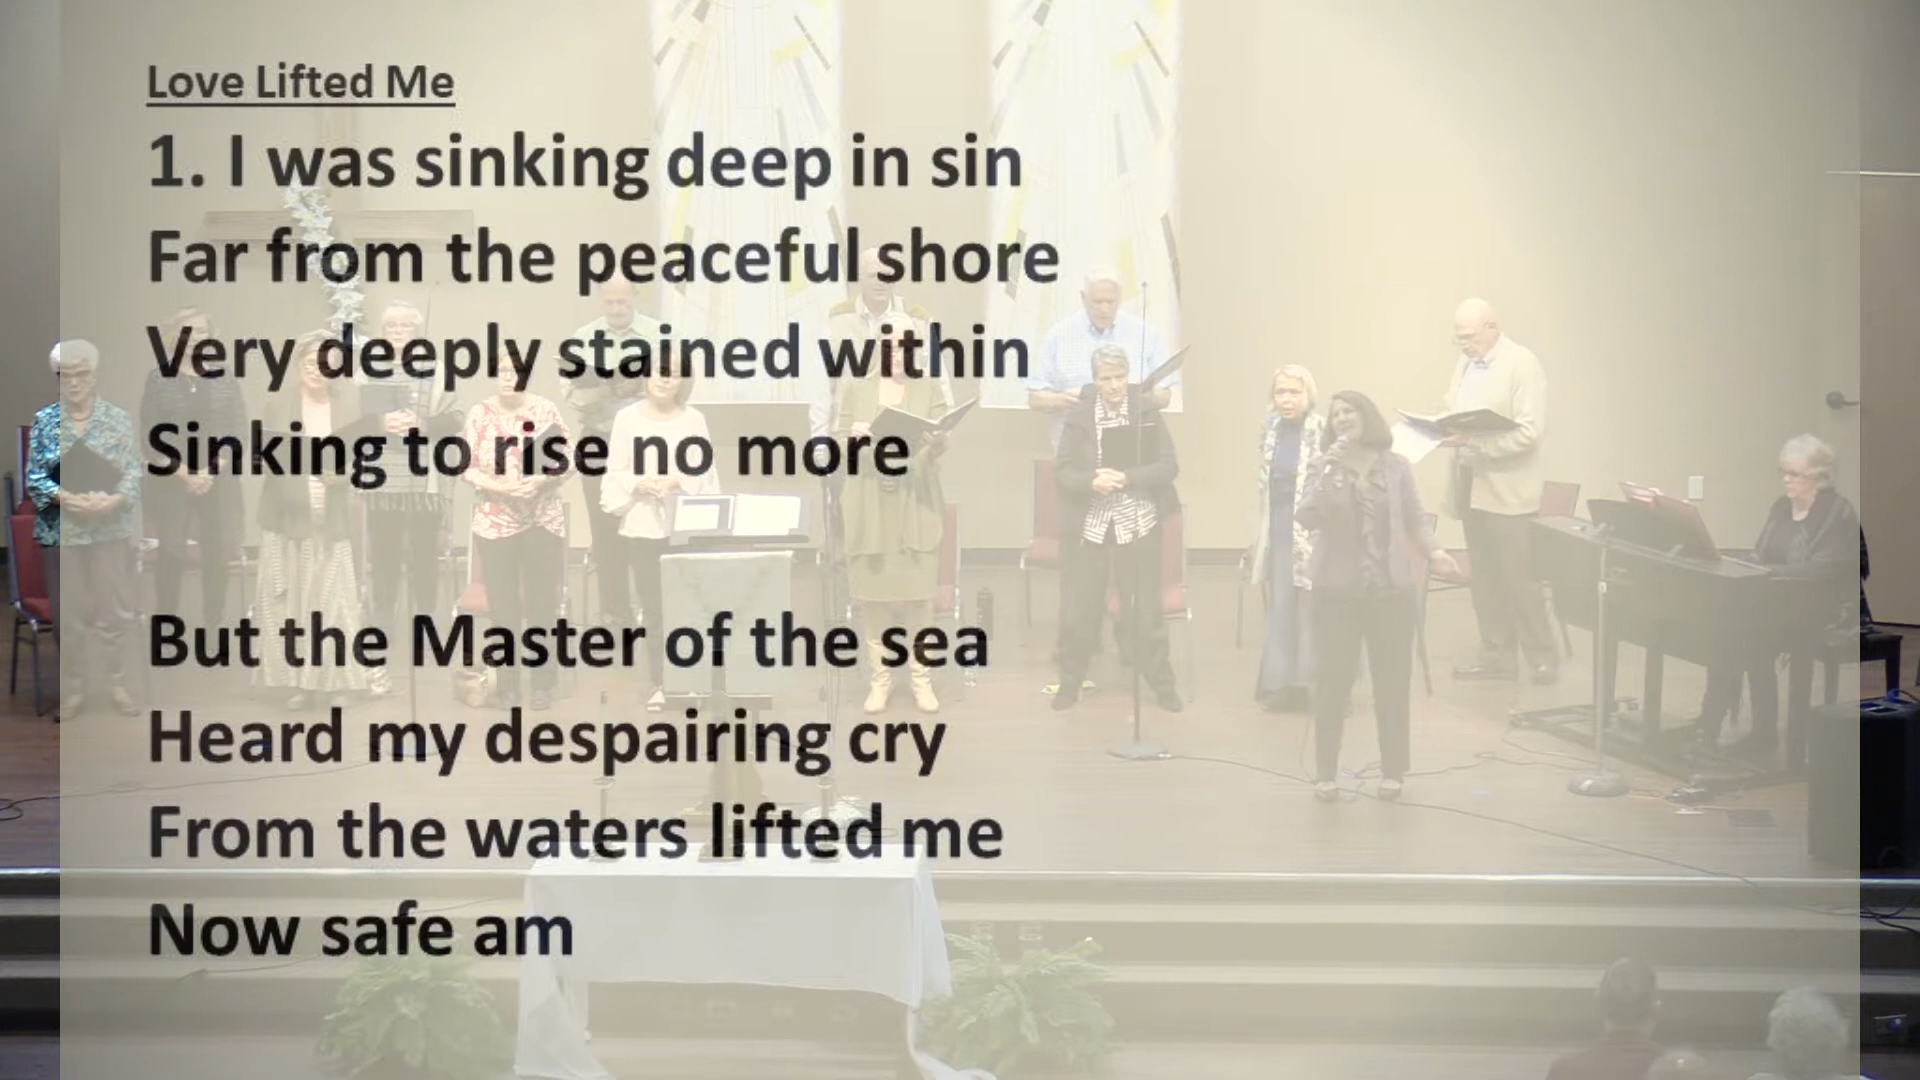 Love Lifted Me
1. I was sinking deep in sin
Far from the peaceful shore
Very deeply stained within
Sinking to rise no more
But the Master of the sea
Heard my despairing cry
From the waters lifted me
Now safe am